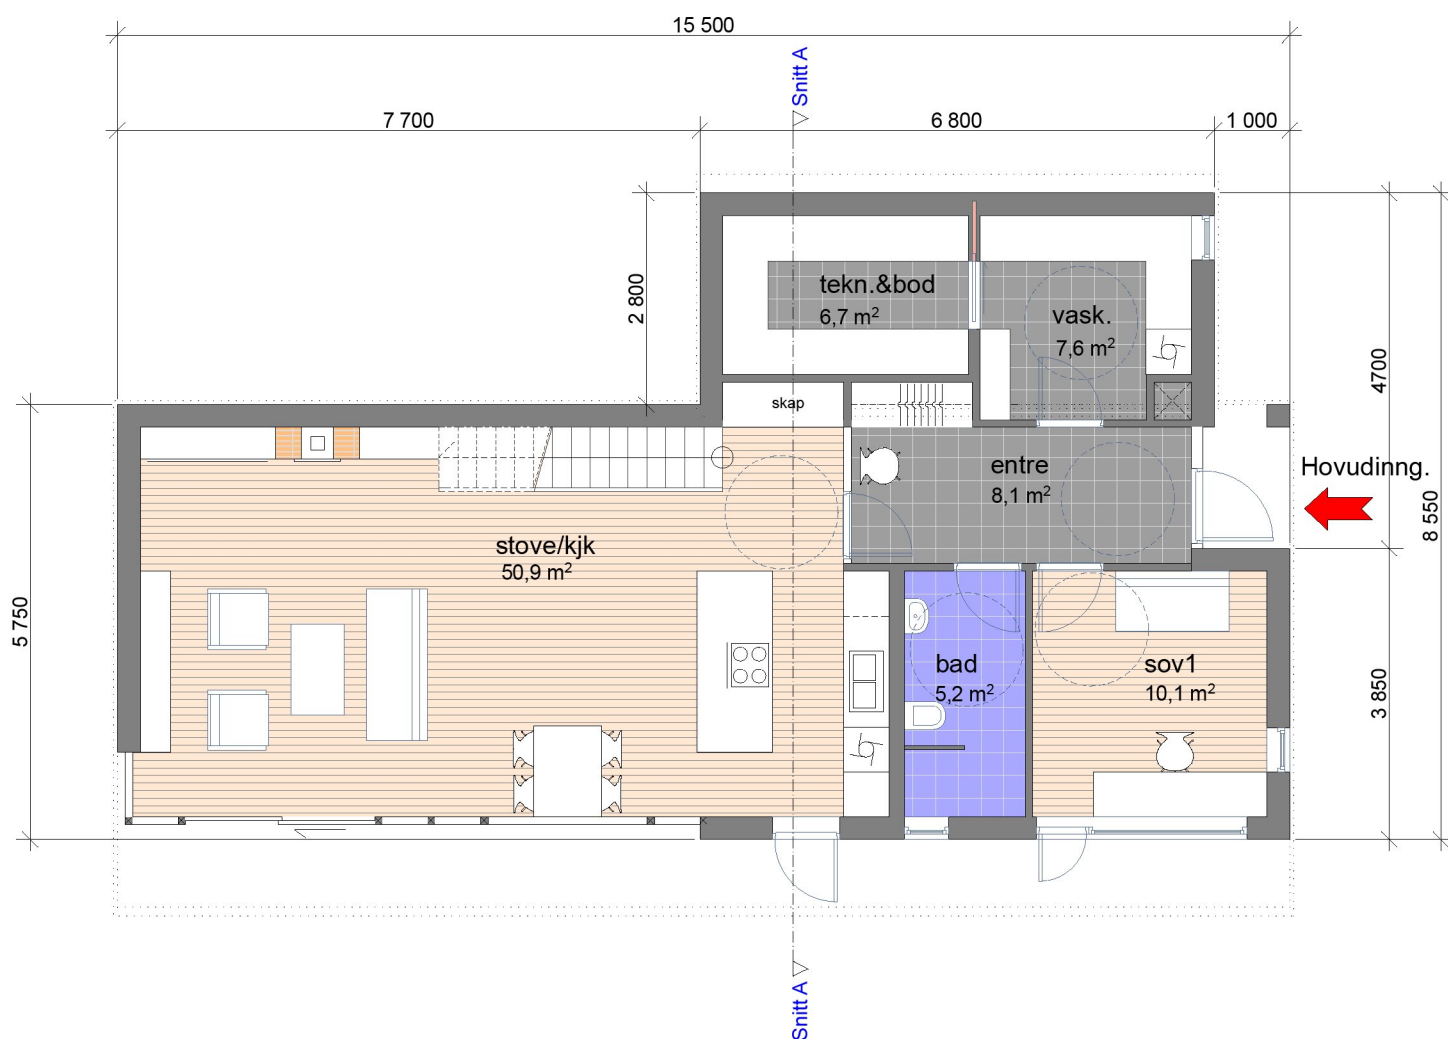 15 500
Snitt A
7 700
6 800
1 000
2 800
tekn.&bod
6,7 m²
vask.
7,6 m²
4700
skap
entre
8,1 m²
Hovudinng.
8 550
stove/kjk
50,9 m²
5 750
bad
5,2 m²
sov1
10,1 m²
3 850
Snitt A